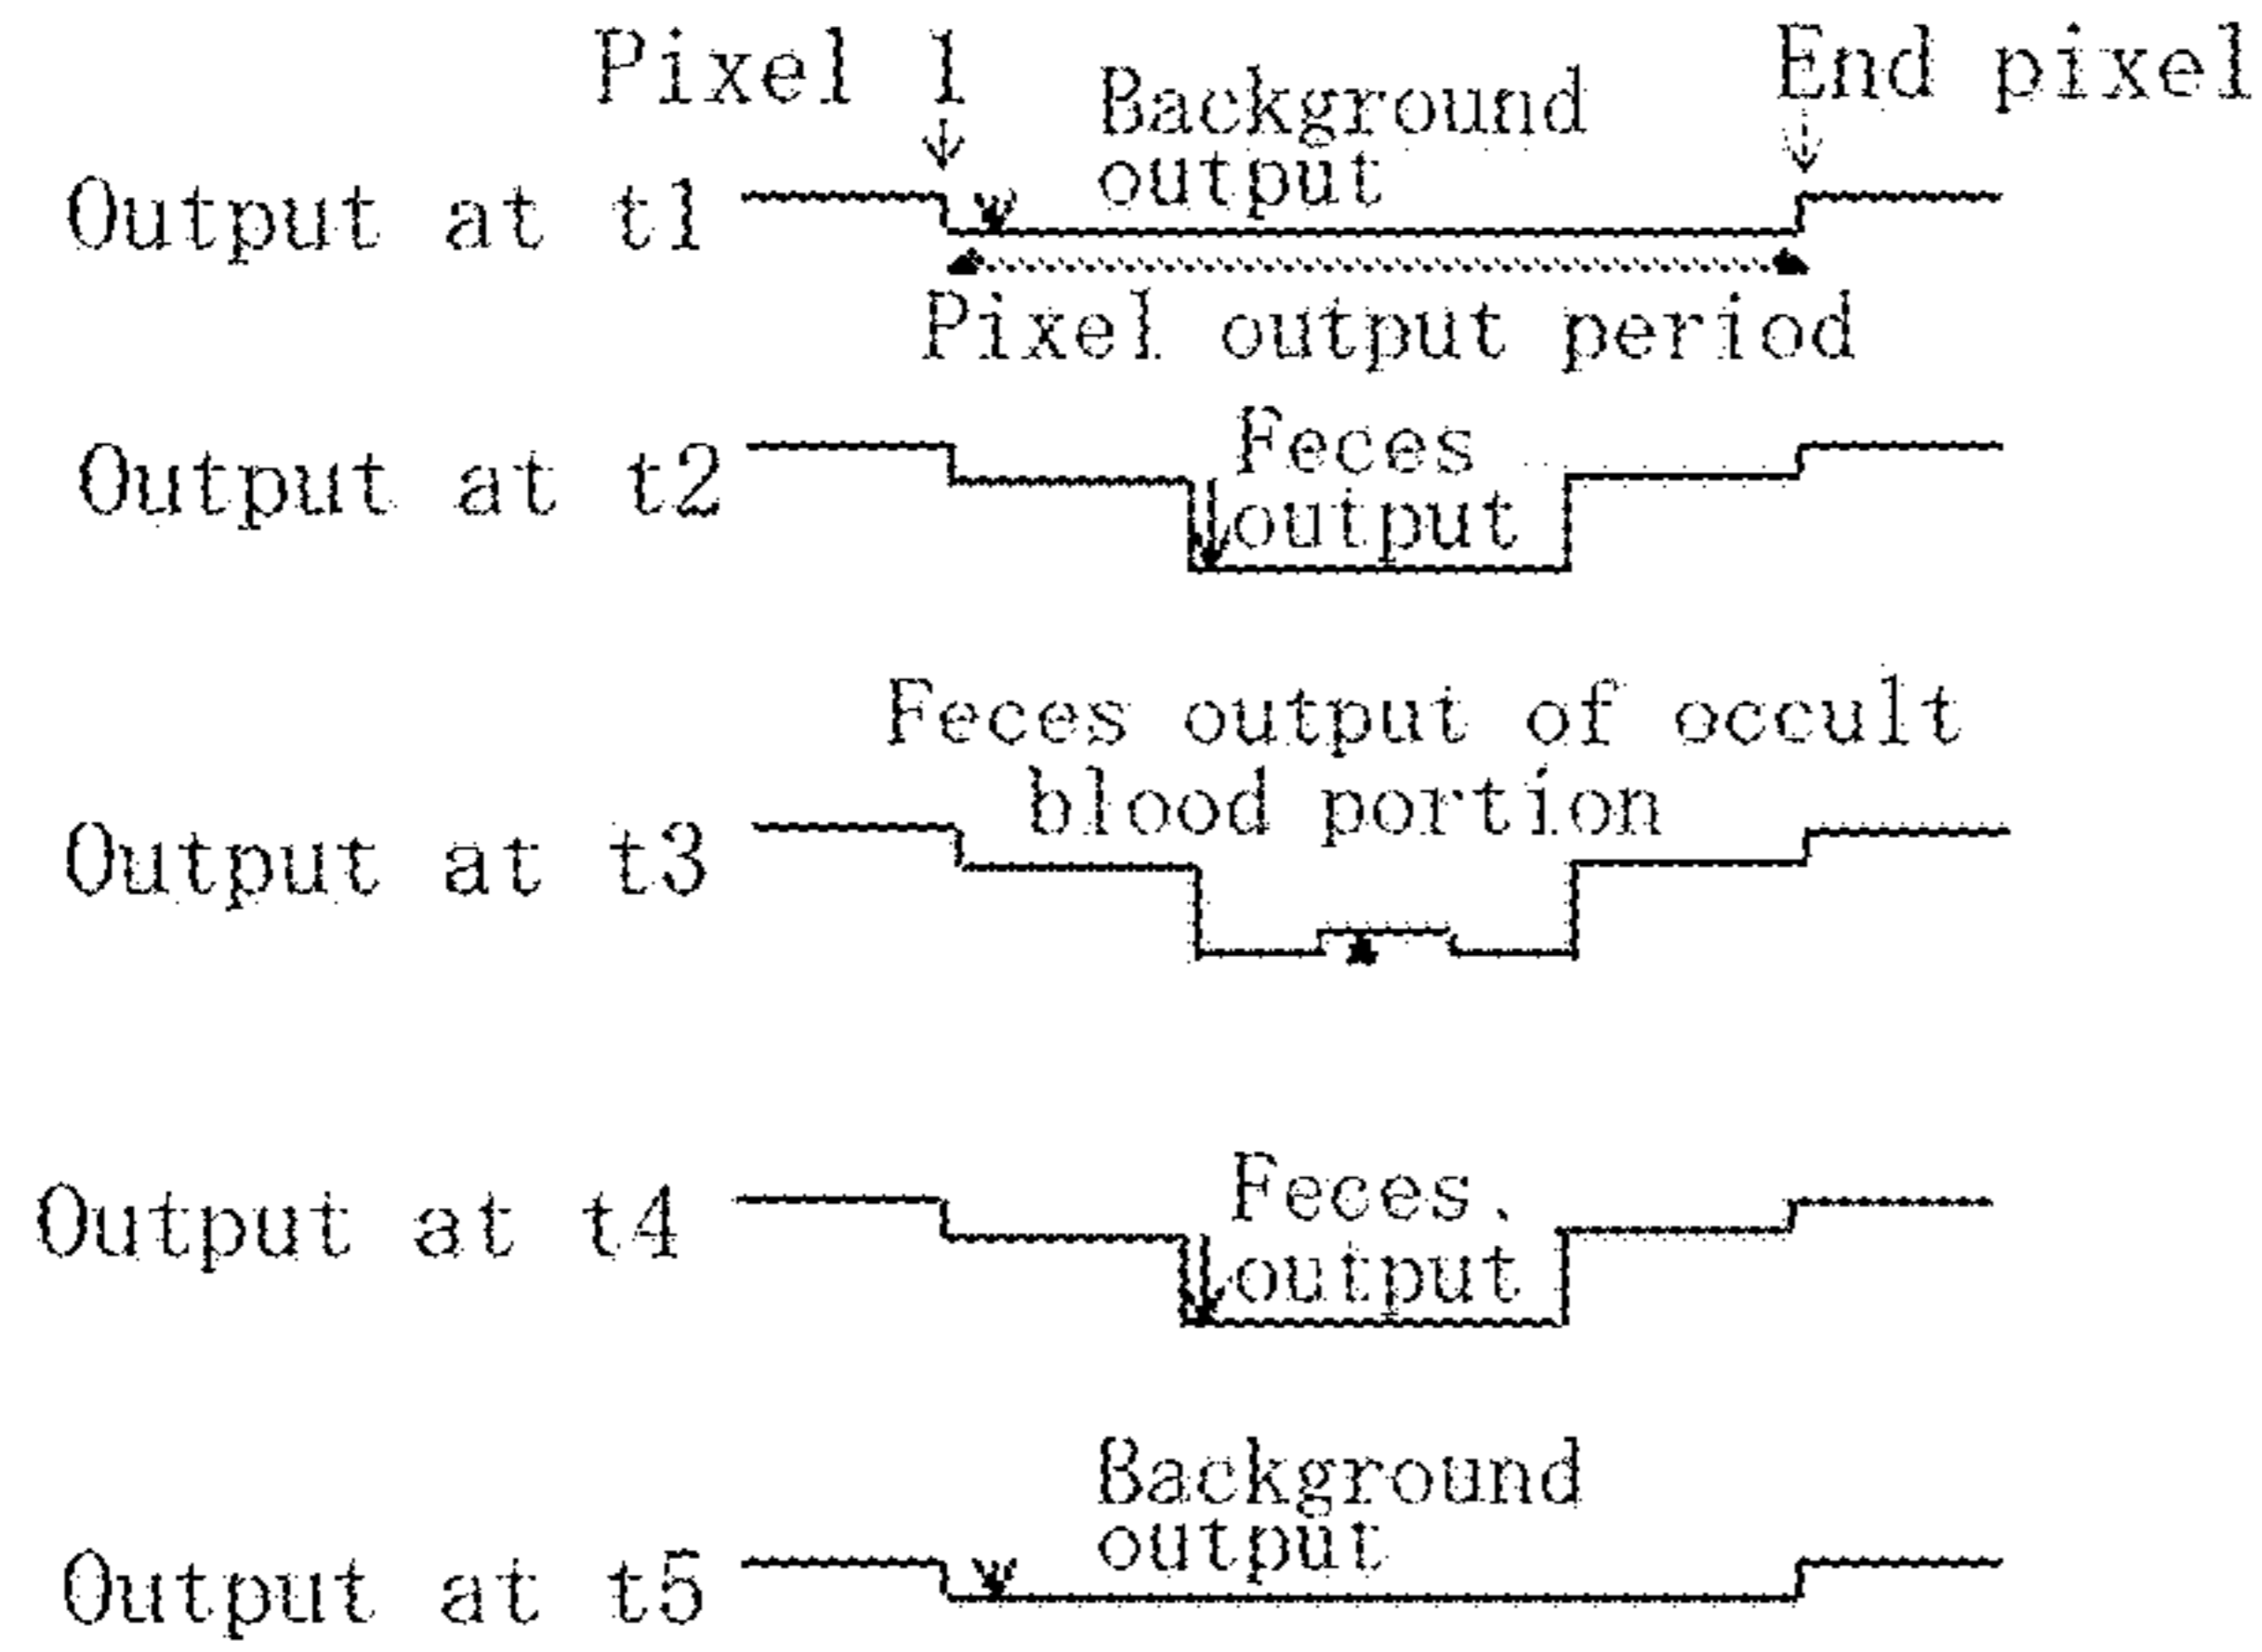 Pixel 1
End pixel
Background
output
Output at t1
Pixel output period
Feces
output
Output at t2
Feces output of occult
blood portion
Output at t3
Feces
output
Output at t4
Background
output
Output at t5